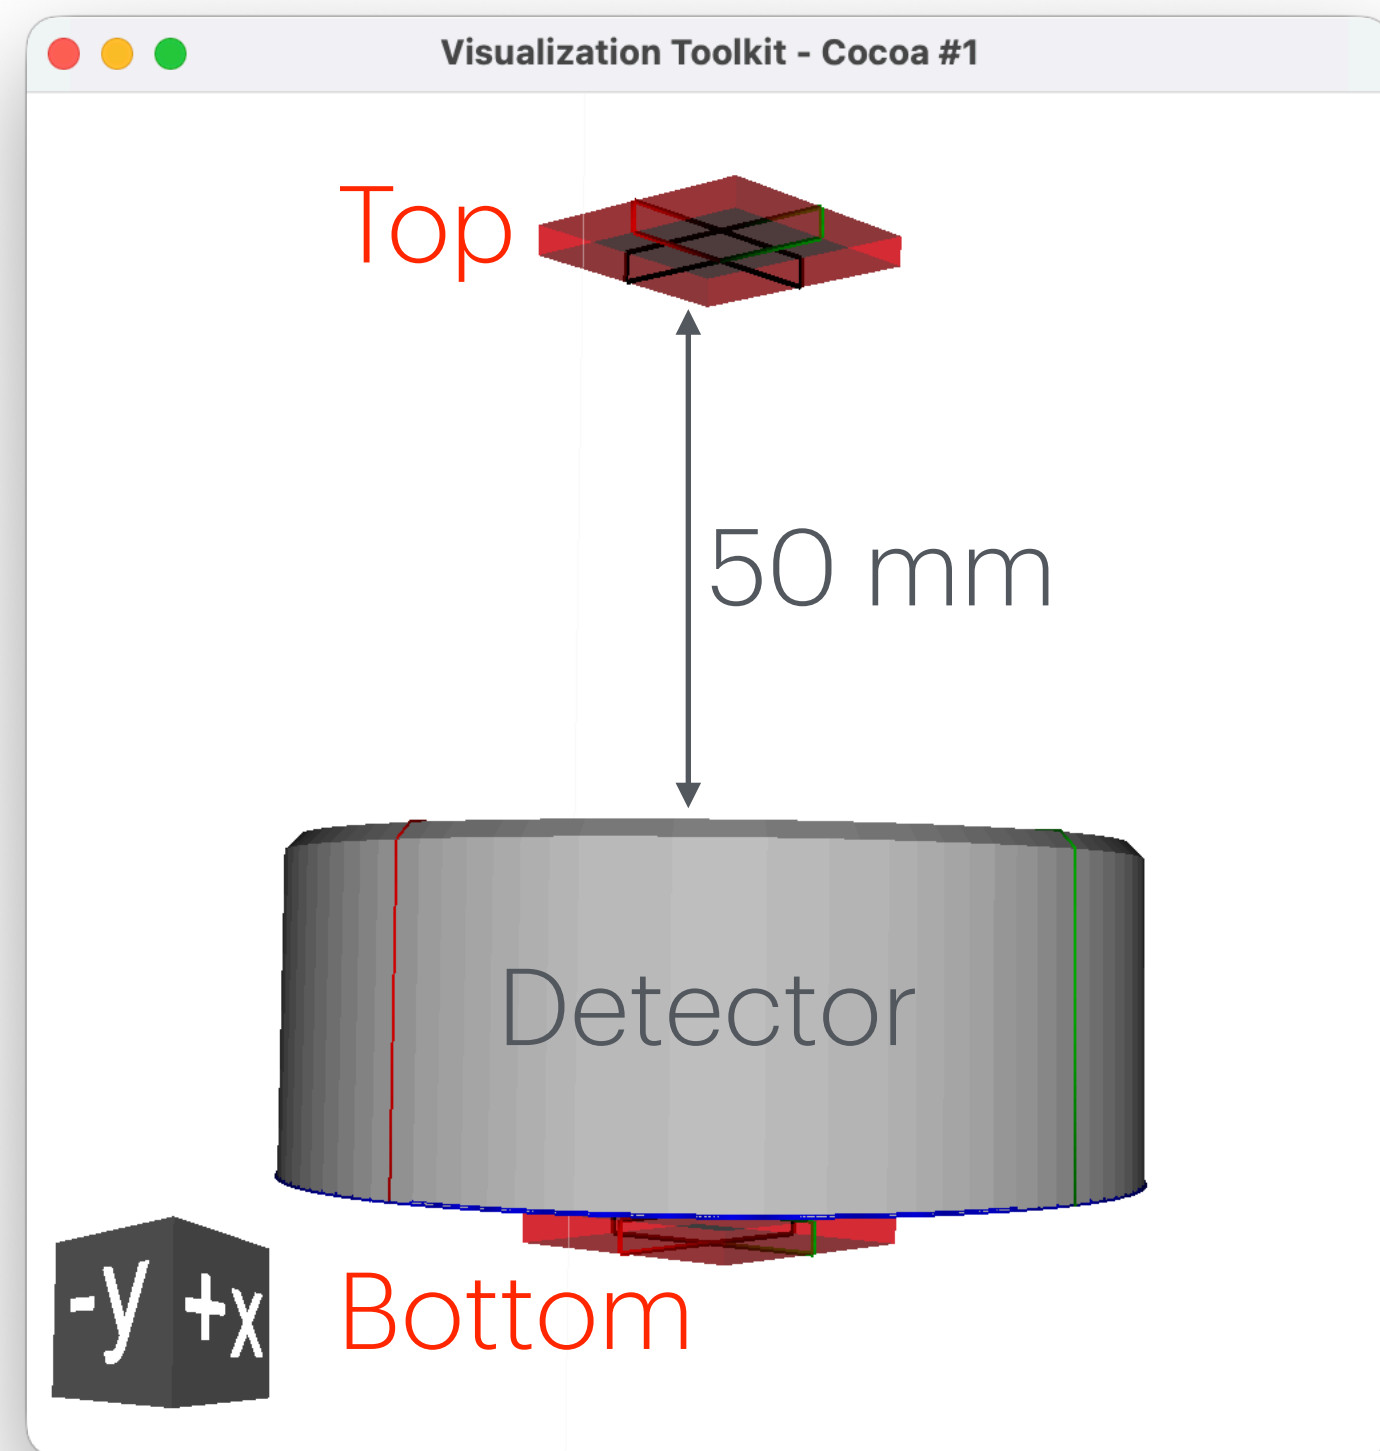 Visualization Toolkit - Cocoa #1
Top
50 mm
Detector
-y +x
Bottom